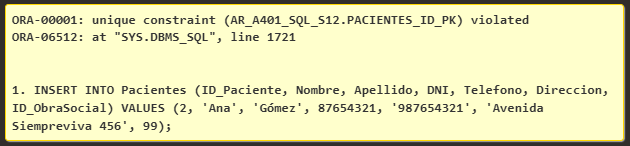 ORA-00001: unique constraint (AR_A401_SQL_S12.PACIENTES_ID_PK) violated
ORA-06512: at "SYS.DBMS_SQL", line 1721
1. INSERT INTO Pacientes (ID_Paciente, Nombre, Apellido, DNI, Telefono, Direccion,
ID_ObraSocial) VALUES (2, 'Ana', 'Gómez', 87654321, '987654321', 'Avenida
Siempreviva 456', 99);